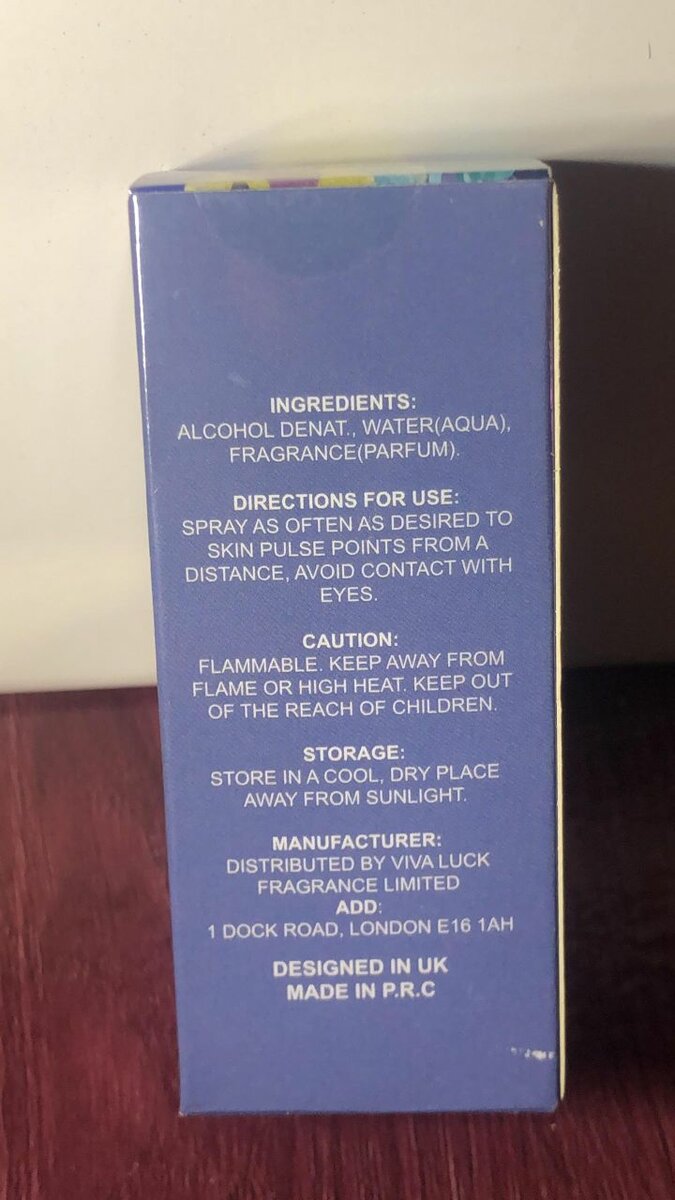 INGREDIENTS:
ALCOHOL DENAT., WATER(AQUA),
FRAGRANCE(PARFUM).
DIRECTIONS FOR USE:
SPRAY AS OFTEN AS DESIRED TO
SKIN PULSE POINTS FROM A
DISTANCE, AVOID CONTACT WITH
EYES.
CAUTION:
FLAMMABLE. KEEP AWAY FROM
FLAME OR HIGH HEAT. KEEP OUT
OF THE REACH OF CHILDREN.
STORAGE:
STORE IN A COOL, DRY PLACE
AWAY FROM SUNLIGHT.
MANUFACTURER:
DISTRIBUTED BY VIVA LUCK
FRAGRANCE LIMITED
ADD:
1 DOCK ROAD, LONDON E16 1AH
DESIGNED IN UK
MADE IN P.R.C